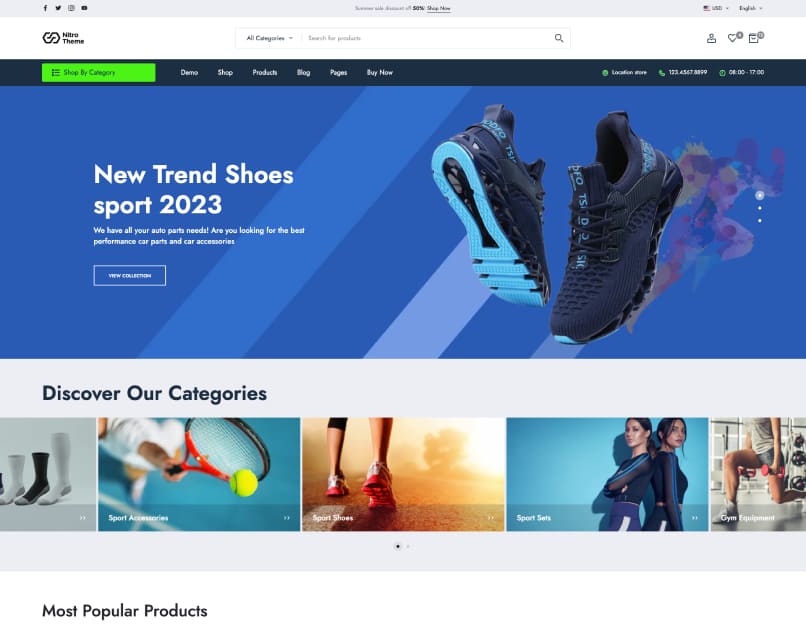 Summer sale discount off 50%! Shop Now
USD
English
Nitro
Theme
All Categories
Search for products
Shop By Category
Demo
Shop
Products
Blog
Pages
Buy Now
Location store
123.4567.8899
08:00 - 17:00
New Trend Shoes
sport 2023
We have all your auto parts needs! Are you looking for the best
performance car parts and car accessories
VIEW COLLECTION
Discover Our Categories
Sport Accessories
Sport Shoes
Sport Sets
Gym Equipment
Most Popular Products